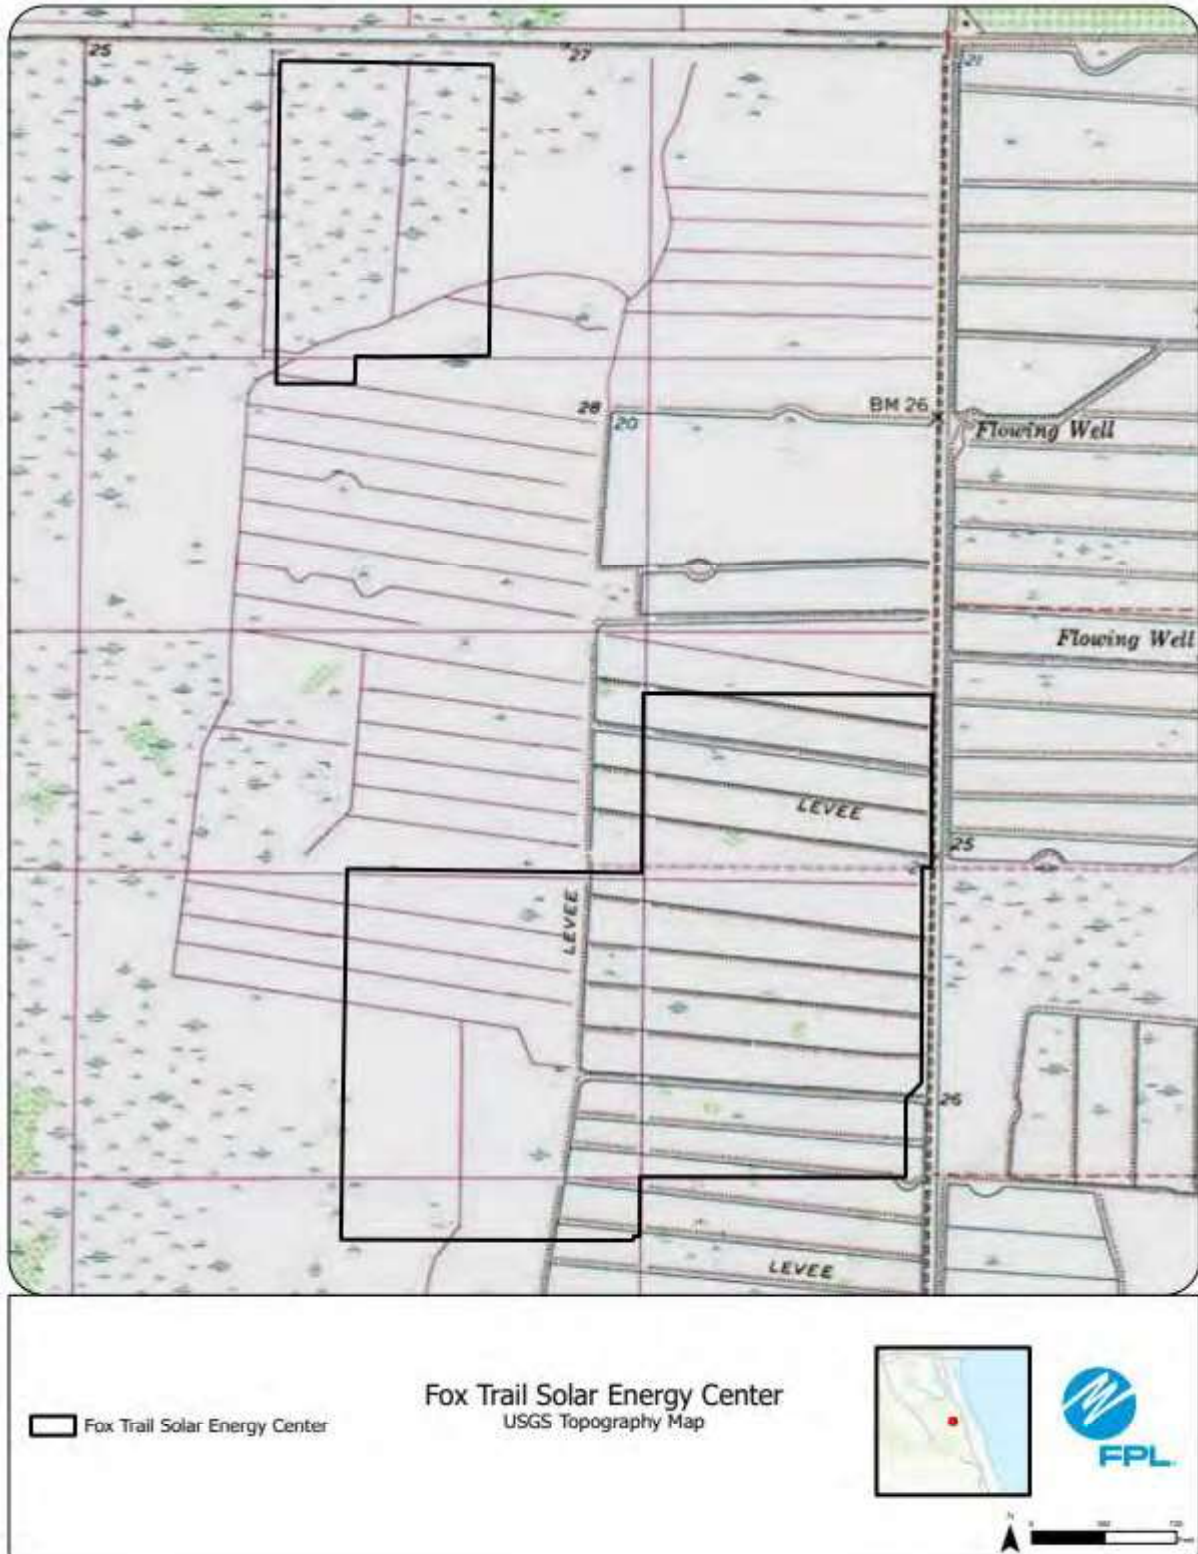 25
27
21
28
20
BM 26
Flowing Well
Flowing Well
LEVEE
25
LEVEE
26
LEVEE
Fox Trail Solar Energy Center
USGS Topography Map
Fox Trail Solar Energy Center
FPL
N